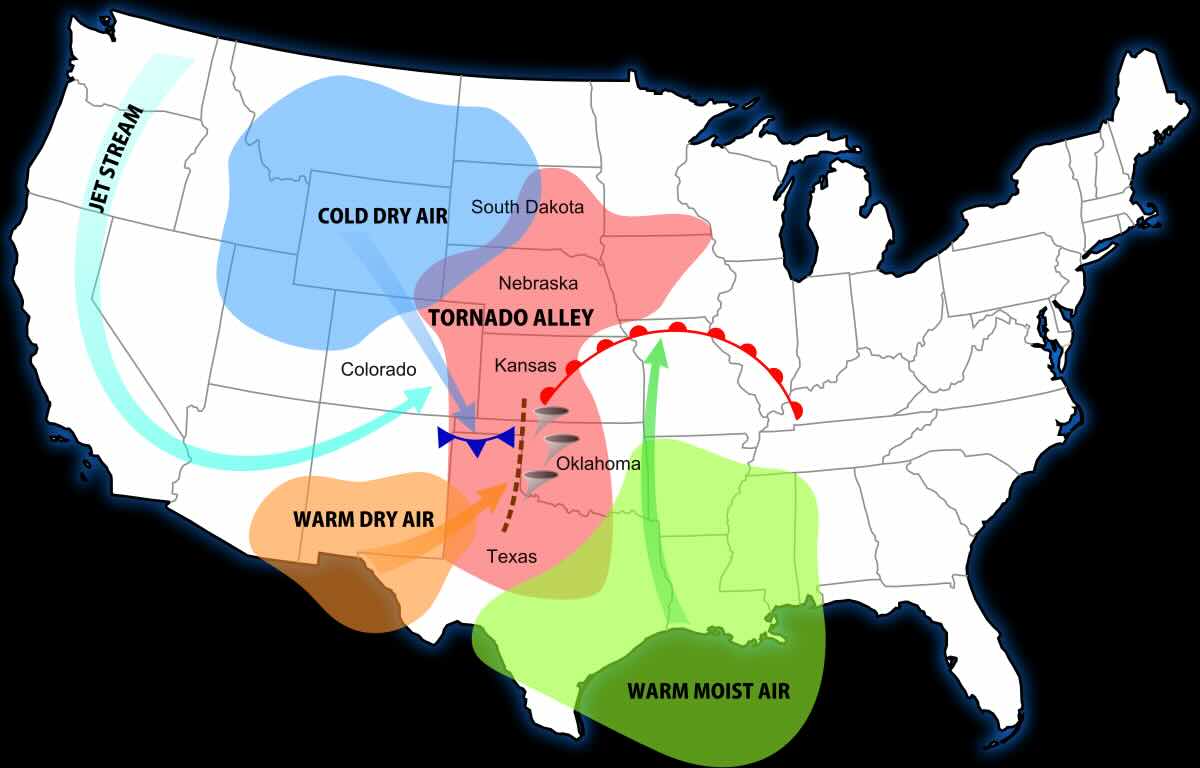 JET STREAM
COLD DRY AIR
South Dakota
Nebraska
TORNADO ALLEY
Colorado
Kansas
Oklahoma
WARM DRY AIR
Texas
WARM MOIST AIR